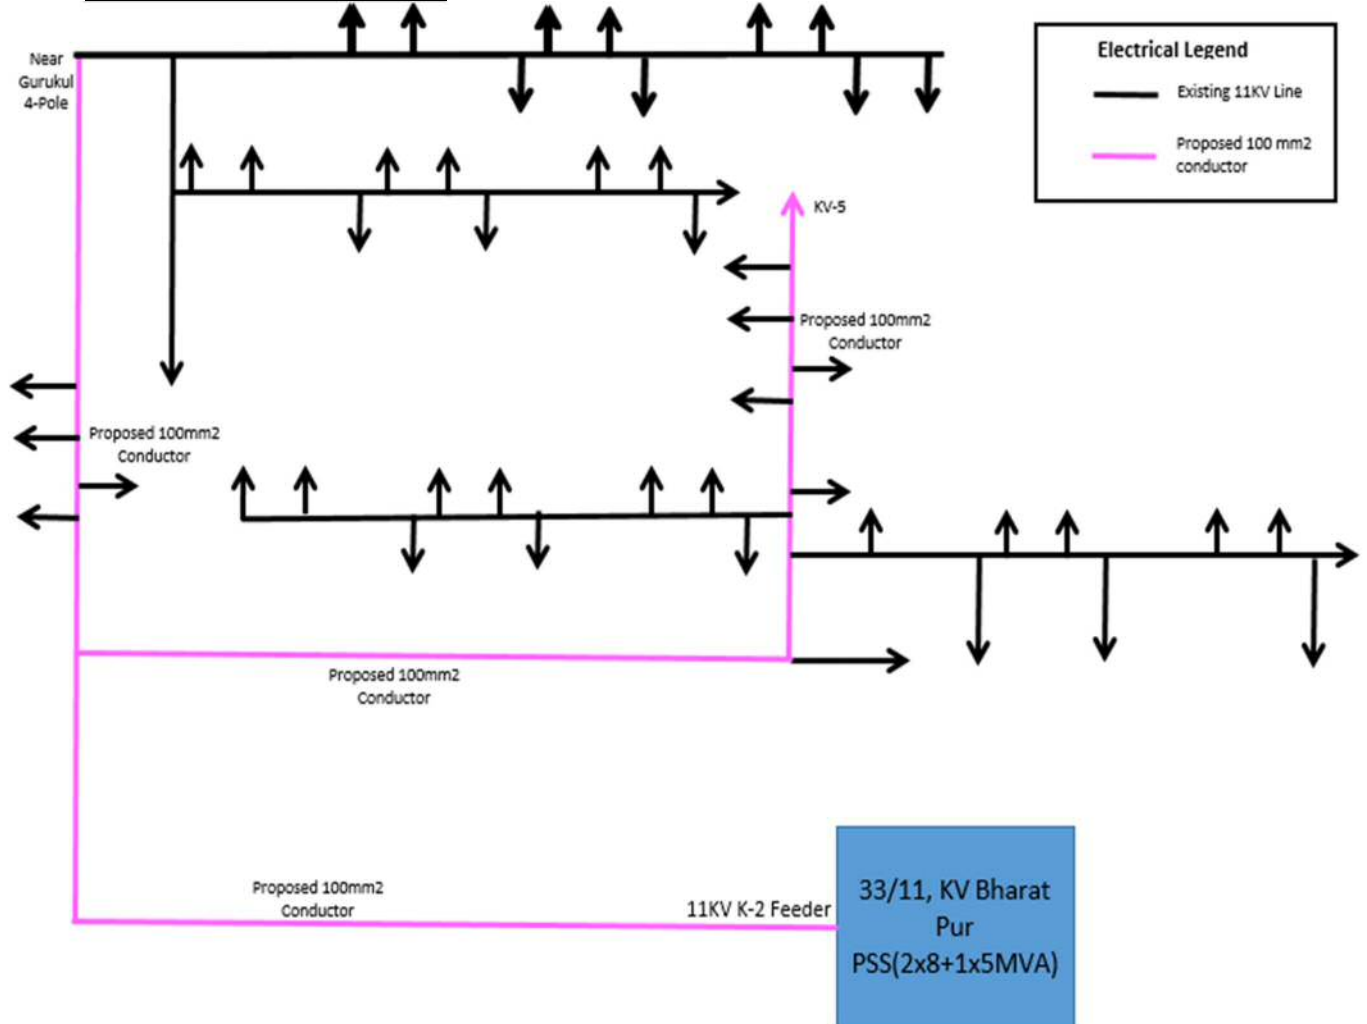 Near
Gurukul
4-Pole
Electrical Legend
Existing 11KV Line
Proposed 100 mm2
conductor
KV-5
Proposed 100mm2
Conductor
Proposed 100mm2
Conductor
Proposed 100mm2
Conductor
Proposed 100mm2
Conductor
11KV K-2 Feeder
33/11, KV Bharat
Pur
PSS(2x8+1x5MVA)